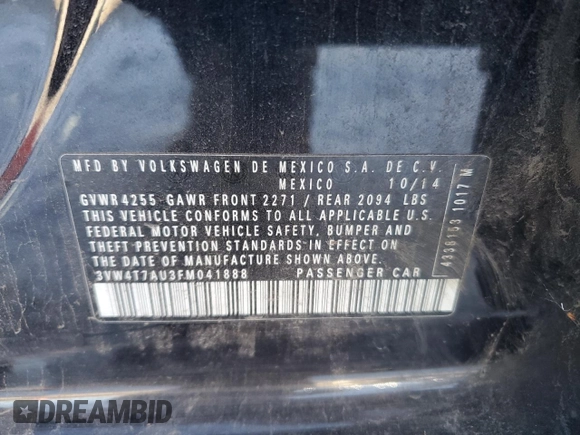 MFD BY VOLKSWAGEN DE MEXICO S.A. DE C.V.
MEXICO 10/14
GVWR 4255 GAWR FRONT 2271 / REAR 2094 LBS
THIS VEHICLE CONFORMS TO ALL APPLICABLE U.S.
FEDERAL MOTOR VEHICLE SAFETY, BUMPER AND
THEFT PREVENTION STANDARDS IN EFFECT ON
THE DATE OF MANUFACTURE SHOWN ABOVE.
3VW4T7AU3FM041888 PASSENGER CAR
4338153 1017 M
DREAMBID